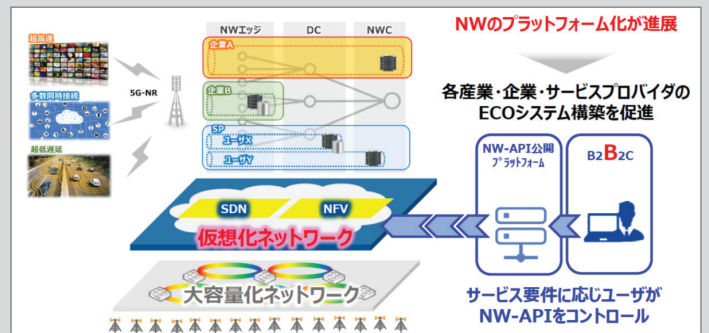 超高速
多数同時接続
超低遅延
5G-NR
NWエッジ
DC
NWC
企業A
企業B
SP
ユーザX
ユーザY
SDN
NFV
仮想化ネットワーク
大容量化ネットワーク
NWのプラットフォーム化が進展
各産業・企業・サービスプロバイダの
ECOシステム構築を促進
NW-API公開
プラットフォーム
B2B2C
サービス要件に応じユーザが
NW-APIをコントロール